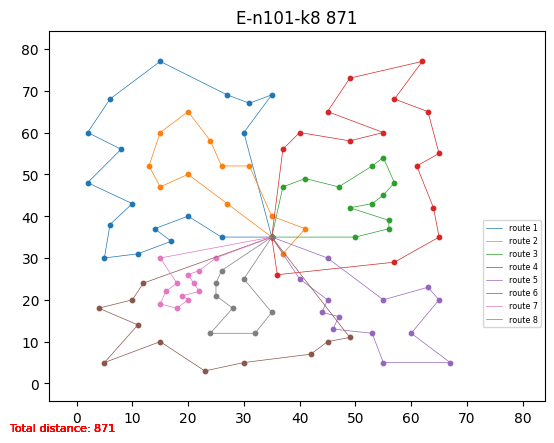 E-n101-k8 871
80
70
60
50
40
30
20
10
0
0 10 20 30 40 50 60 70 80
route 1
route 2
route 3
route 4
route 5
route 6
route 7
route 8
Total distance: 871